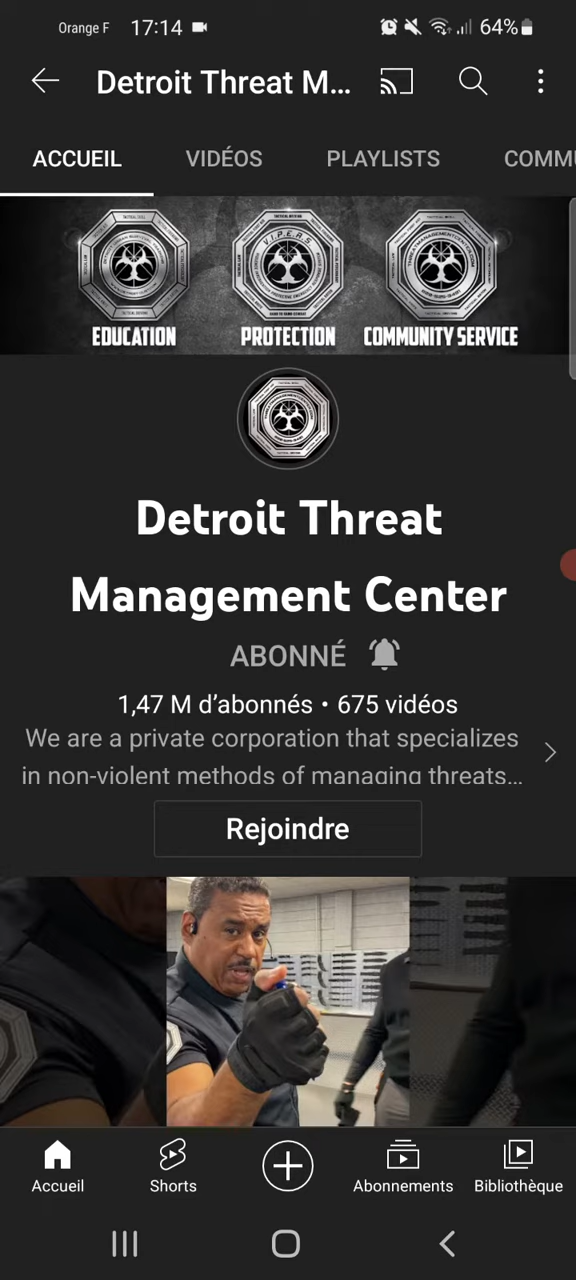 Orange F 17:14 64%
Detroit Threat M...
ACCUEIL VIDÉOS PLAYLISTS COMMU
V.I.P.E.R.S.
EDUCATION PROTECTION COMMUNITY SERVICE
Detroit Threat
Management Center
ABONNÉ
1,47 M d’abonnés • 675 vidéos
We are a private corporation that specializes
in non-violent methods of managing threats...
Rejoindre
Accueil Shorts Abonnements Bibliothèque